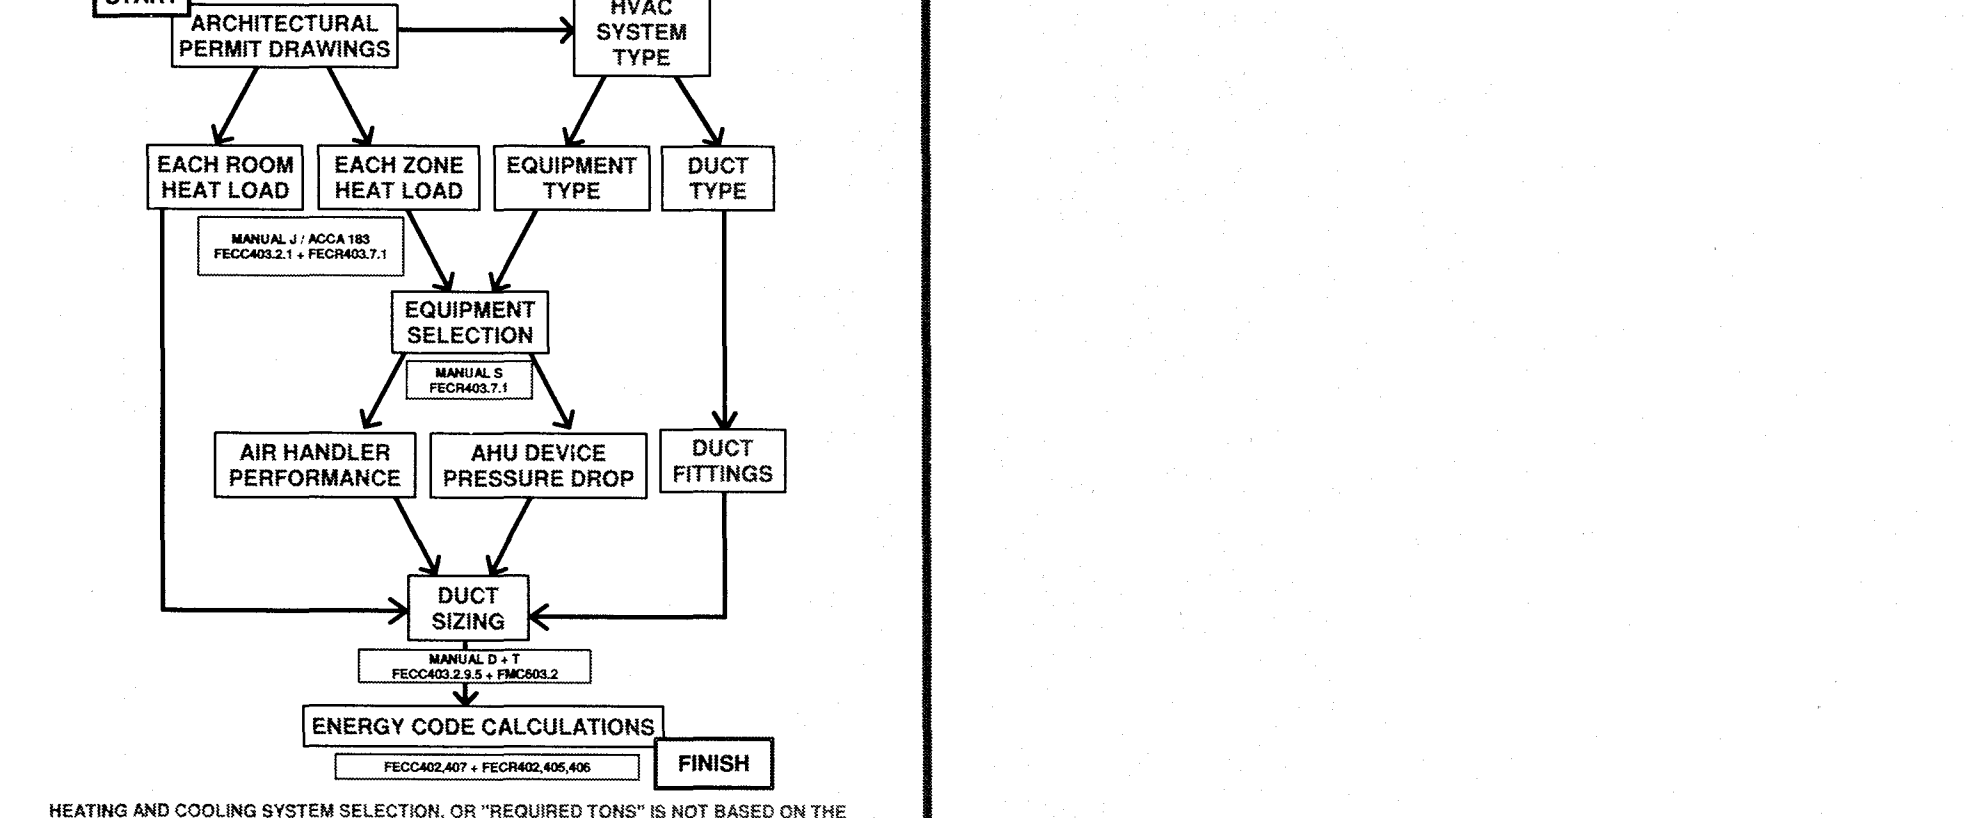 START
ARCHITECTURAL
PERMIT DRAWINGS
HVAC
SYSTEM
TYPE
EACH ROOM
HEAT LOAD
EACH ZONE
HEAT LOAD
EQUIPMENT
TYPE
DUCT
TYPE
MANUAL J / ACCA 183
FECC403.2.1 + FECR403.7.1
EQUIPMENT
SELECTION
MANUAL S
FECR403.7.1
AIR HANDLER
PERFORMANCE
AHU DEVICE
PRESSURE DROP
DUCT
FITTINGS
DUCT
SIZING
MANUAL D + T
FECC403.2.9.5 + FMC603.2
ENERGY CODE CALCULATIONS
FECC402,407 + FECR402,405,406
FINISH
HEATING AND COOLING SYSTEM SELECTION, OR "REQUIRED TONS" IS NOT BASED ON THE